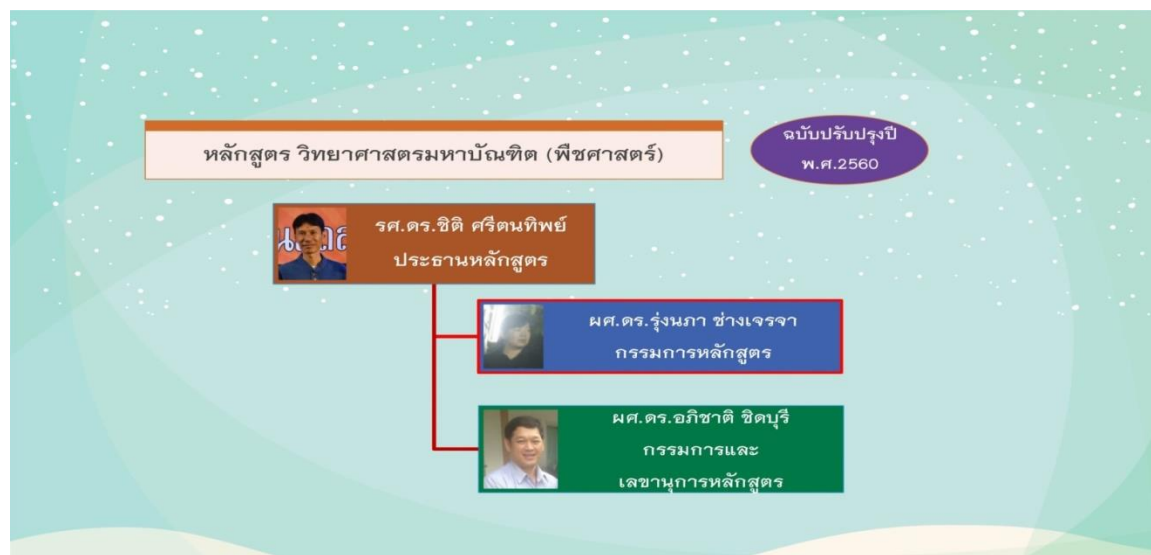 หลักสูตร วิทยาศาสตรมหาบัณฑิต (พืชศาสตร์)
ฉบับปรับปรุงปี
พ.ศ.2560
รศ.ดร.ชิติ ศรีตนทิพย์
ประธานหลักสูตร
ผศ.ดร.รุ่งนภา ช่างเจรจา
กรรมการหลักสูตร
ผศ.ดร.อภิชาติ ชิดบุรี
กรรมการและ
เลขานุการหลักสูตร